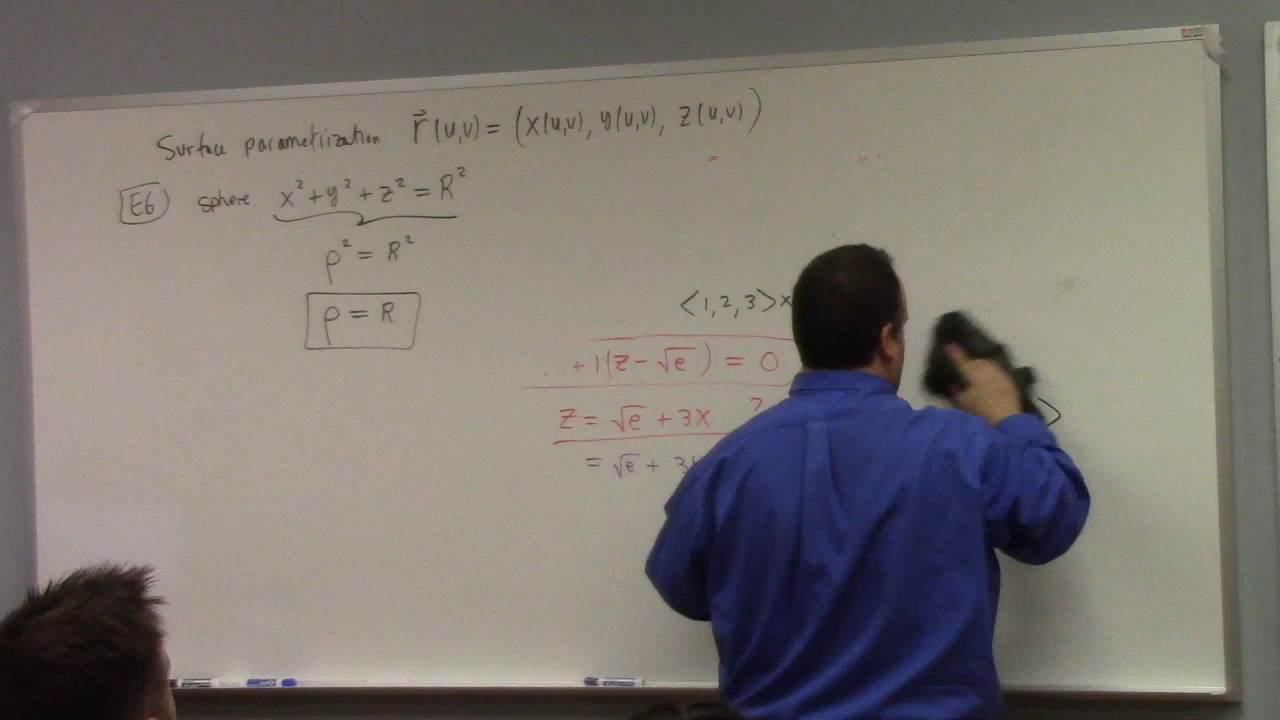 Surface parametrization r⃗(u,v) = (x(u,v), y(u,v), z(u,v))
E6 sphere x² + y² + z² = R²
ρ² = R²
ρ = R
<1, 2, 3> x
+ 1(z - √e) = 0
z = √e + 3x
= √e + 3
>